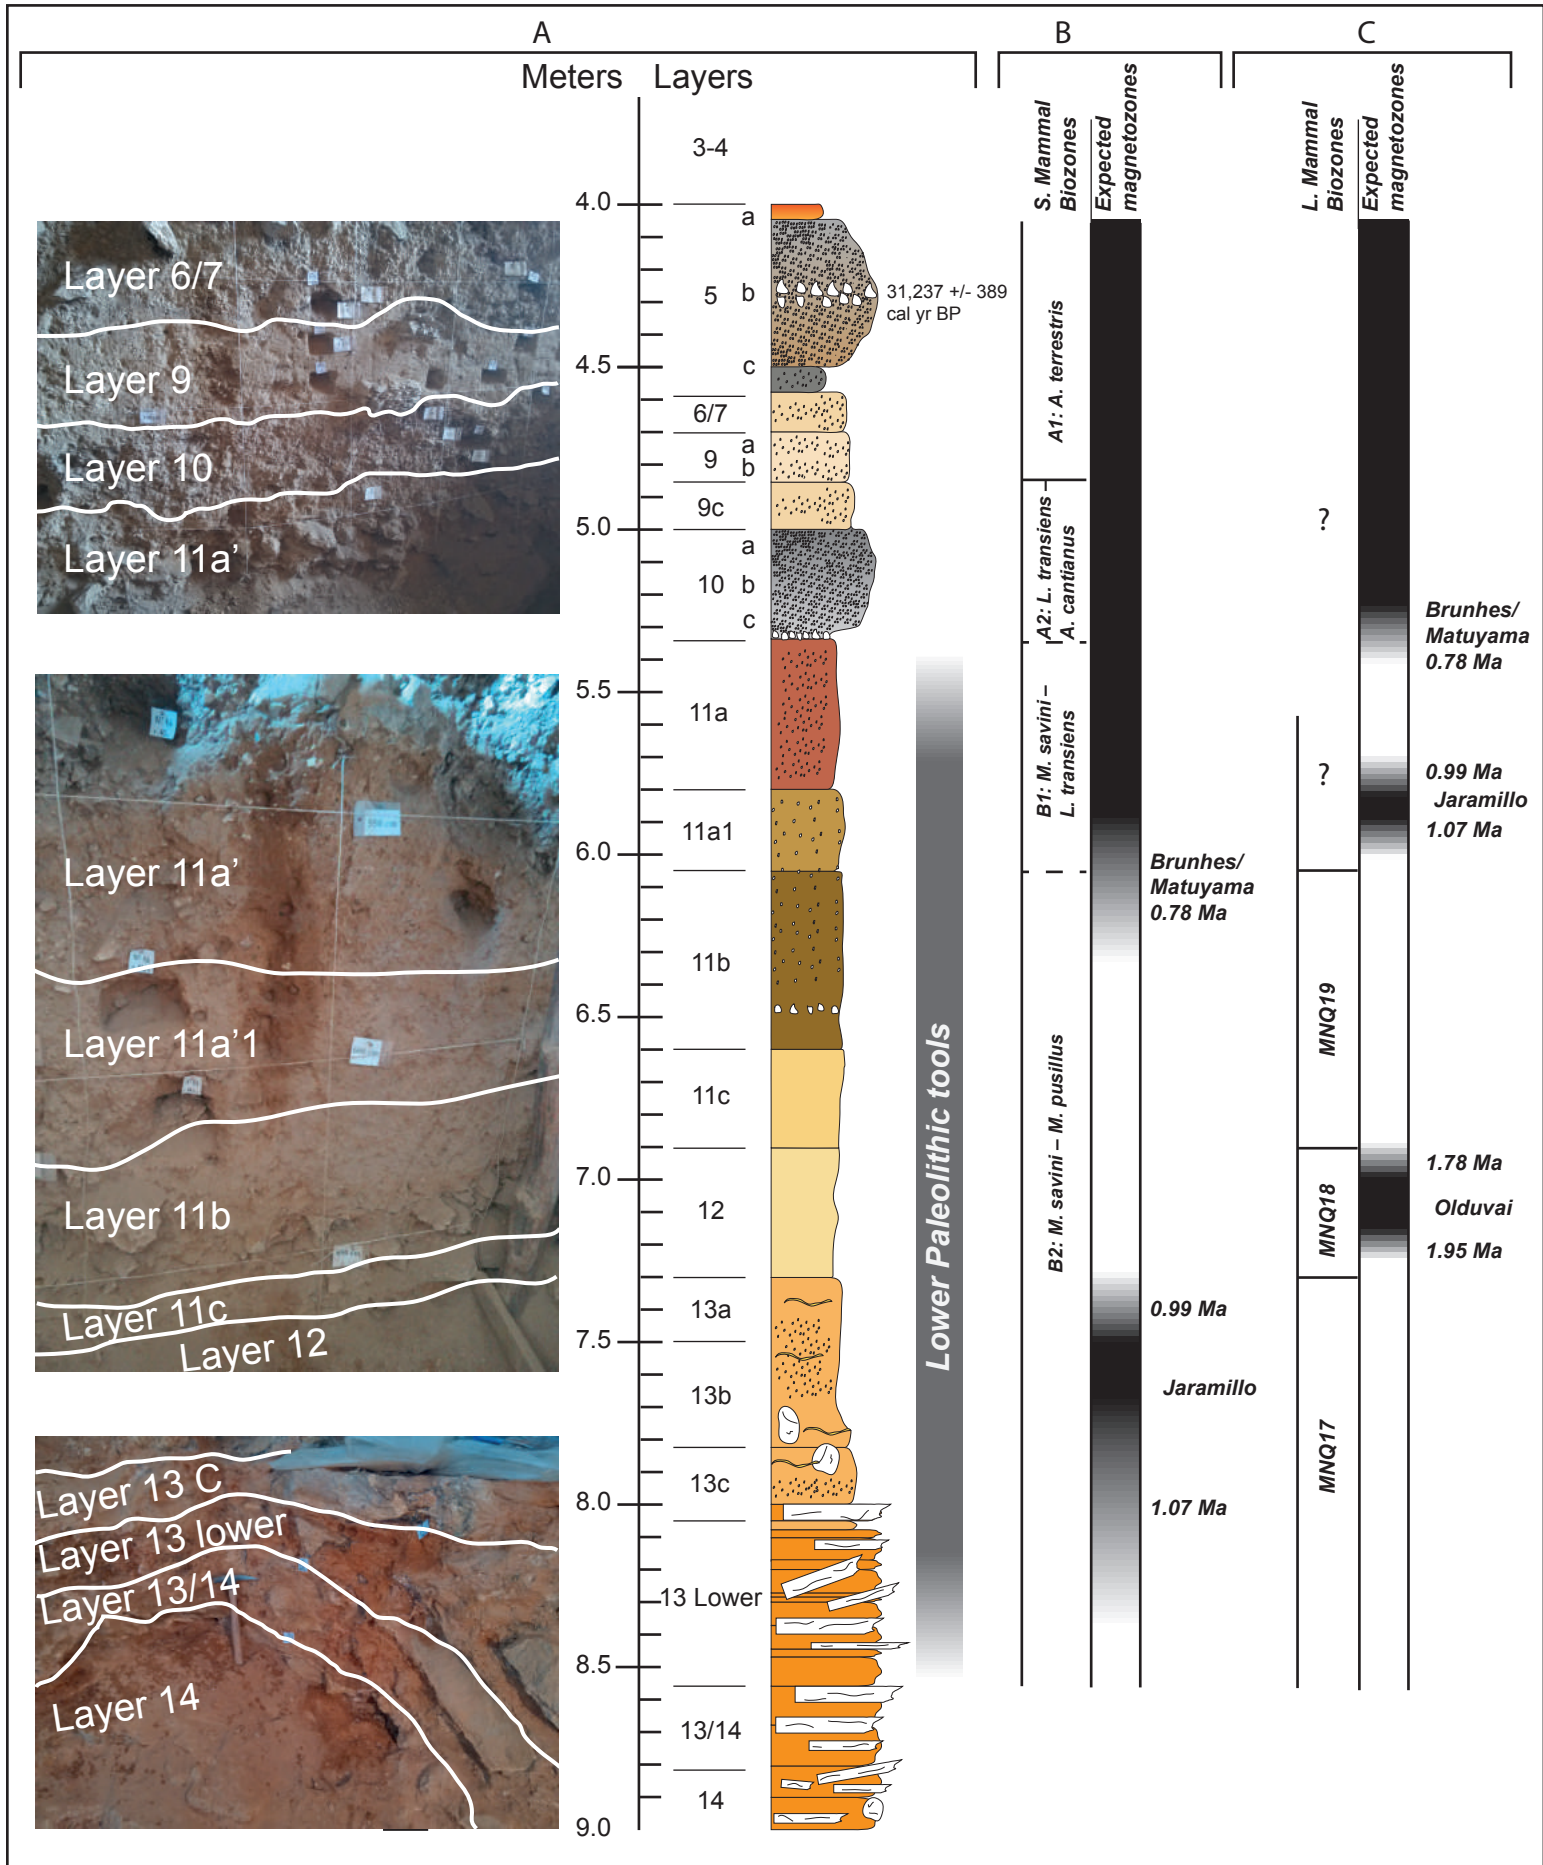 A
B
C
Meters
Layers
S. Mammal
Biozones
Expected
magnetozones
L. Mammal
Biozones
Expected
magnetozones
3-4
4.0
a
5
b
31,237 +/- 389
cal yr BP
4.5
c
6/7
9
a
b
9c
5.0
a
10
b
c
5.5
11a
11a1
6.0
11b
6.5
11c
7.0
12
13a
7.5
13b
13c
8.0
13 Lower
8.5
13/14
14
9.0
Layer 6/7
Layer 9
Layer 10
Layer 11a’
Layer 11a’
Layer 11a’1
Layer 11b
Layer 11c
Layer 12
Layer 13 C
Layer 13 lower
Layer 13/14
Layer 14
Lower Paleolithic tools
A1: A. terrestris
A2: L. transiens –
A. cantianus
B1: M. savini –
L. transiens
B2: M. savini – M. pusillus
Brunhes/
Matuyama
0.78 Ma
0.99 Ma
Jaramillo
1.07 Ma
?
?
MNQ19
MNQ18
MNQ17
Brunhes/
Matuyama
0.78 Ma
0.99 Ma
Jaramillo
1.07 Ma
1.78 Ma
Olduvai
1.95 Ma